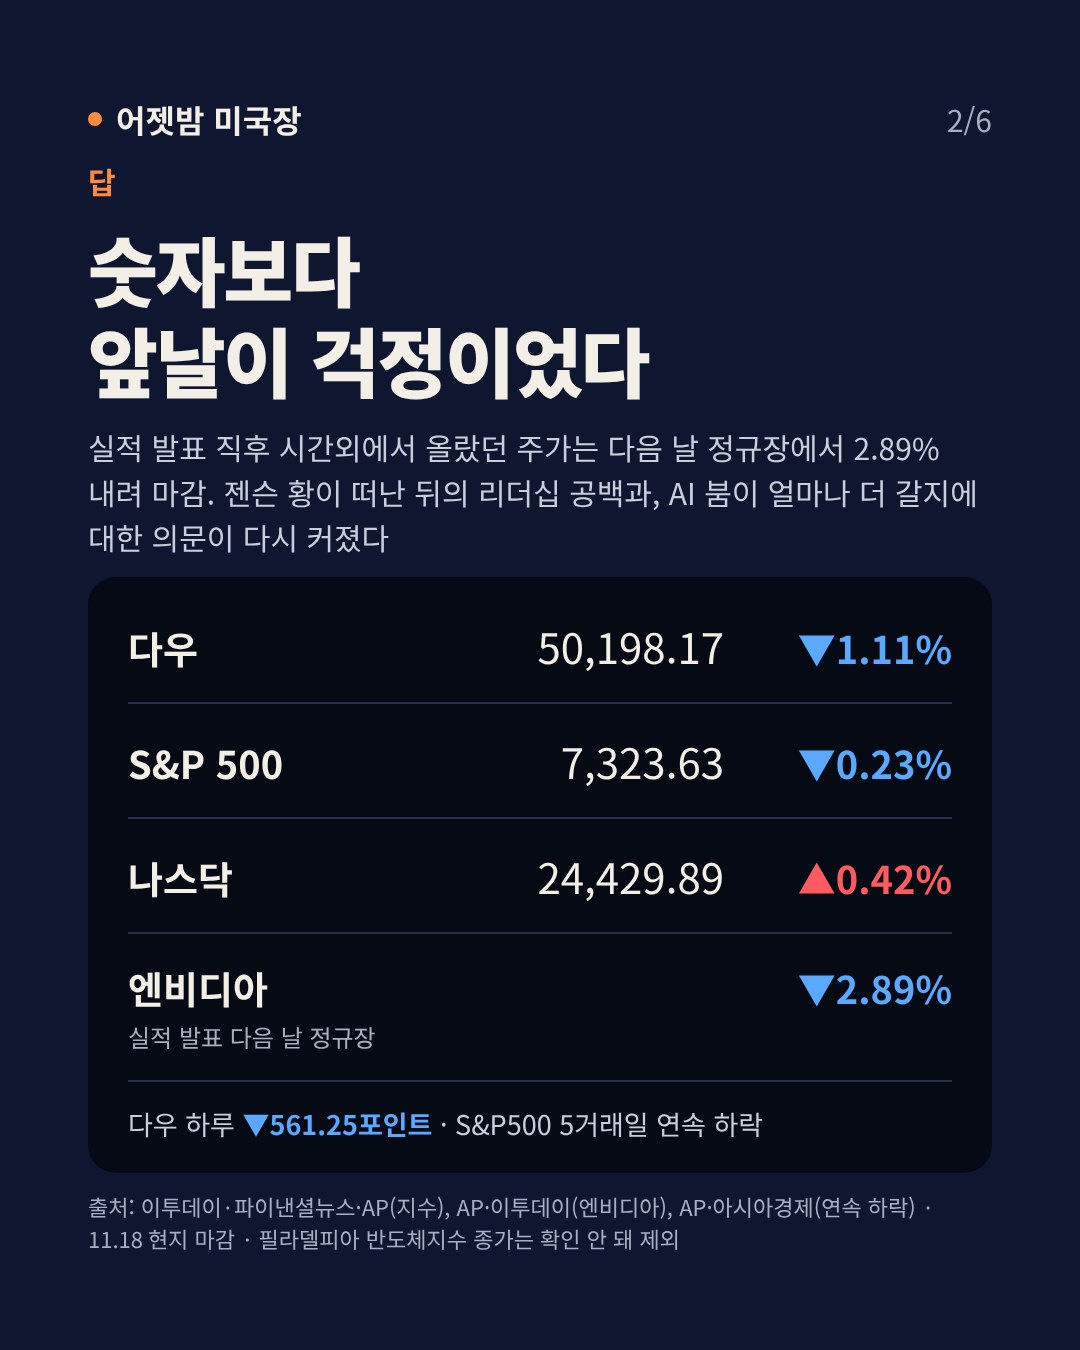 어젯밤 미국장
2/6
답
숫자보다
앞날이 걱정이었다
실적 발표 직후 시간외에서 올랐던 주가는 다음 날 정규장에서 2.89%
내려 마감. 젠슨 황이 떠난 뒤의 리더십 공백과, AI 붐이 얼마나 더 갈지에
대한 의문이 다시 커졌다
다우 50,198.17 ▼1.11%
S&P 500 7,323.63 ▼0.23%
나스닥 24,429.89 ▲0.42%
엔비디아 ▼2.89%
실적 발표 다음 날 정규장
다우 하루 ▼561.25포인트 · S&P500 5거래일 연속 하락
출처: 이투데이·파이낸셜뉴스·AP(지수), AP·이투데이(엔비디아), AP·아시아경제(연속 하락) ·
11.18 현지 마감 · 필라델피아 반도체지수 종가는 확인 안 돼 제외